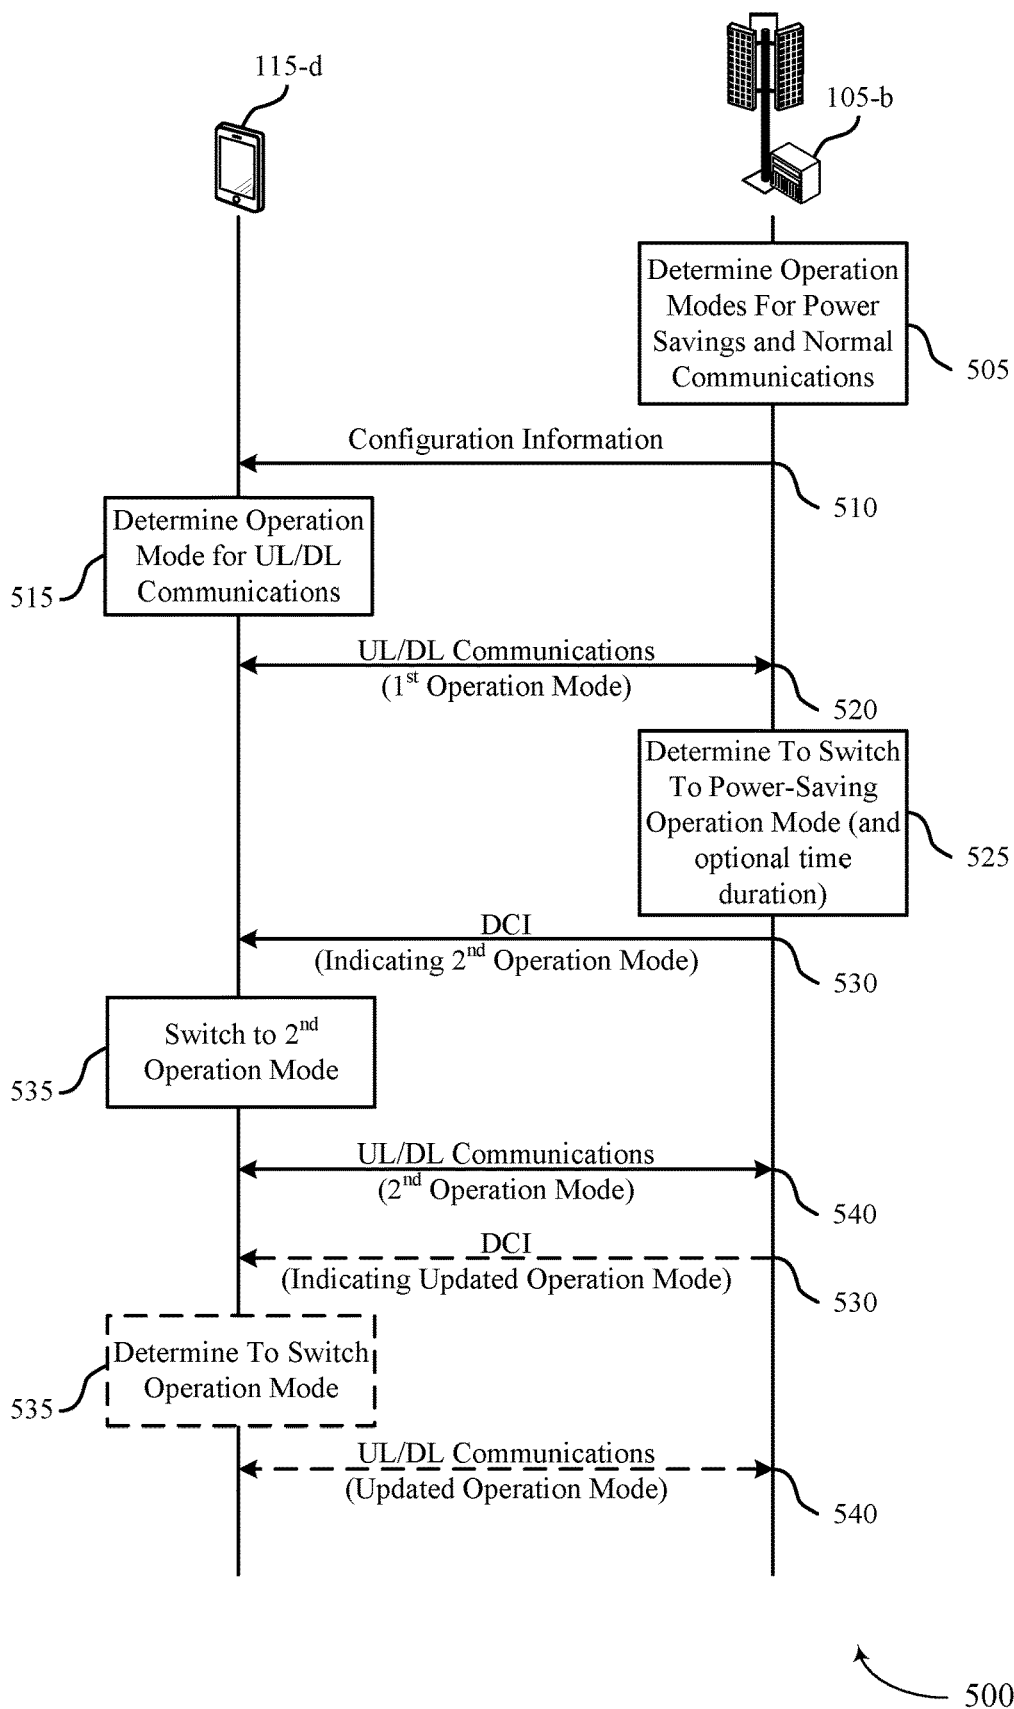 115-d
105-b
Determine Operation
Modes For Power
Savings and Normal
Communications
505
Configuration Information
510
Determine Operation
Mode for UL/DL
Communications
515
UL/DL Communications
(1st Operation Mode)
520
Determine To Switch
To Power-Saving
Operation Mode (and
optional time
duration)
525
DCI
(Indicating 2nd Operation Mode)
530
Switch to 2nd
Operation Mode
535
UL/DL Communications
(2nd Operation Mode)
540
DCI
(Indicating Updated Operation Mode)
530
Determine To Switch
Operation Mode
535
UL/DL Communications
(Updated Operation Mode)
540
500